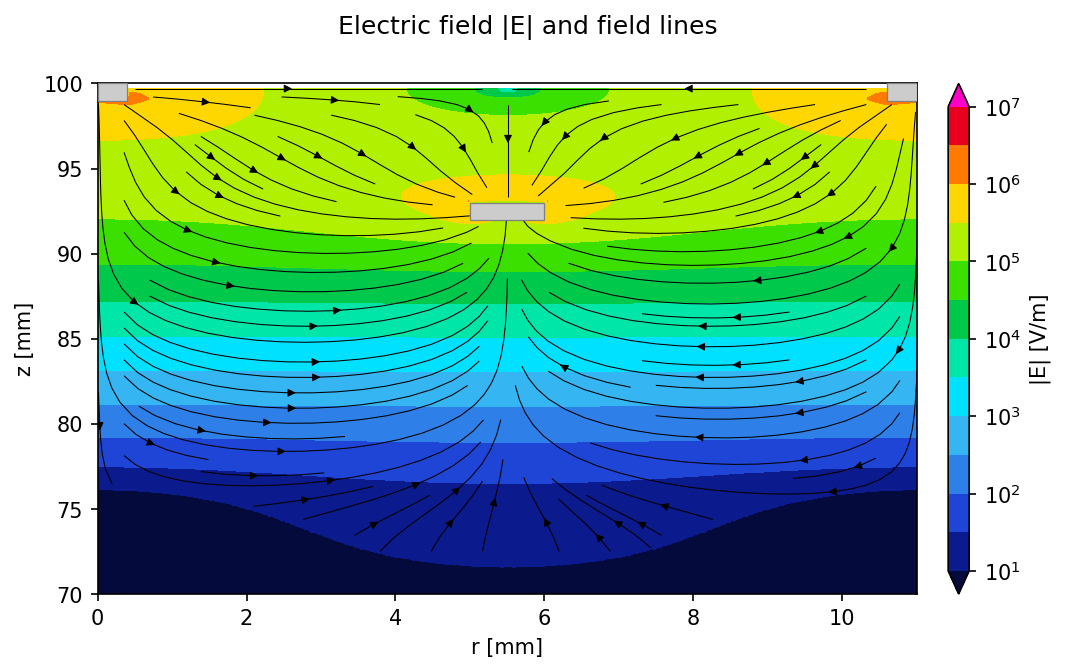 Electric field |E| and field lines
100
95
90
85
80
75
70
z [mm]
0 2 4 6 8 10
r [mm]
10⁷
10⁶
10⁵
10⁴
10³
10²
10¹
|E| [V/m]